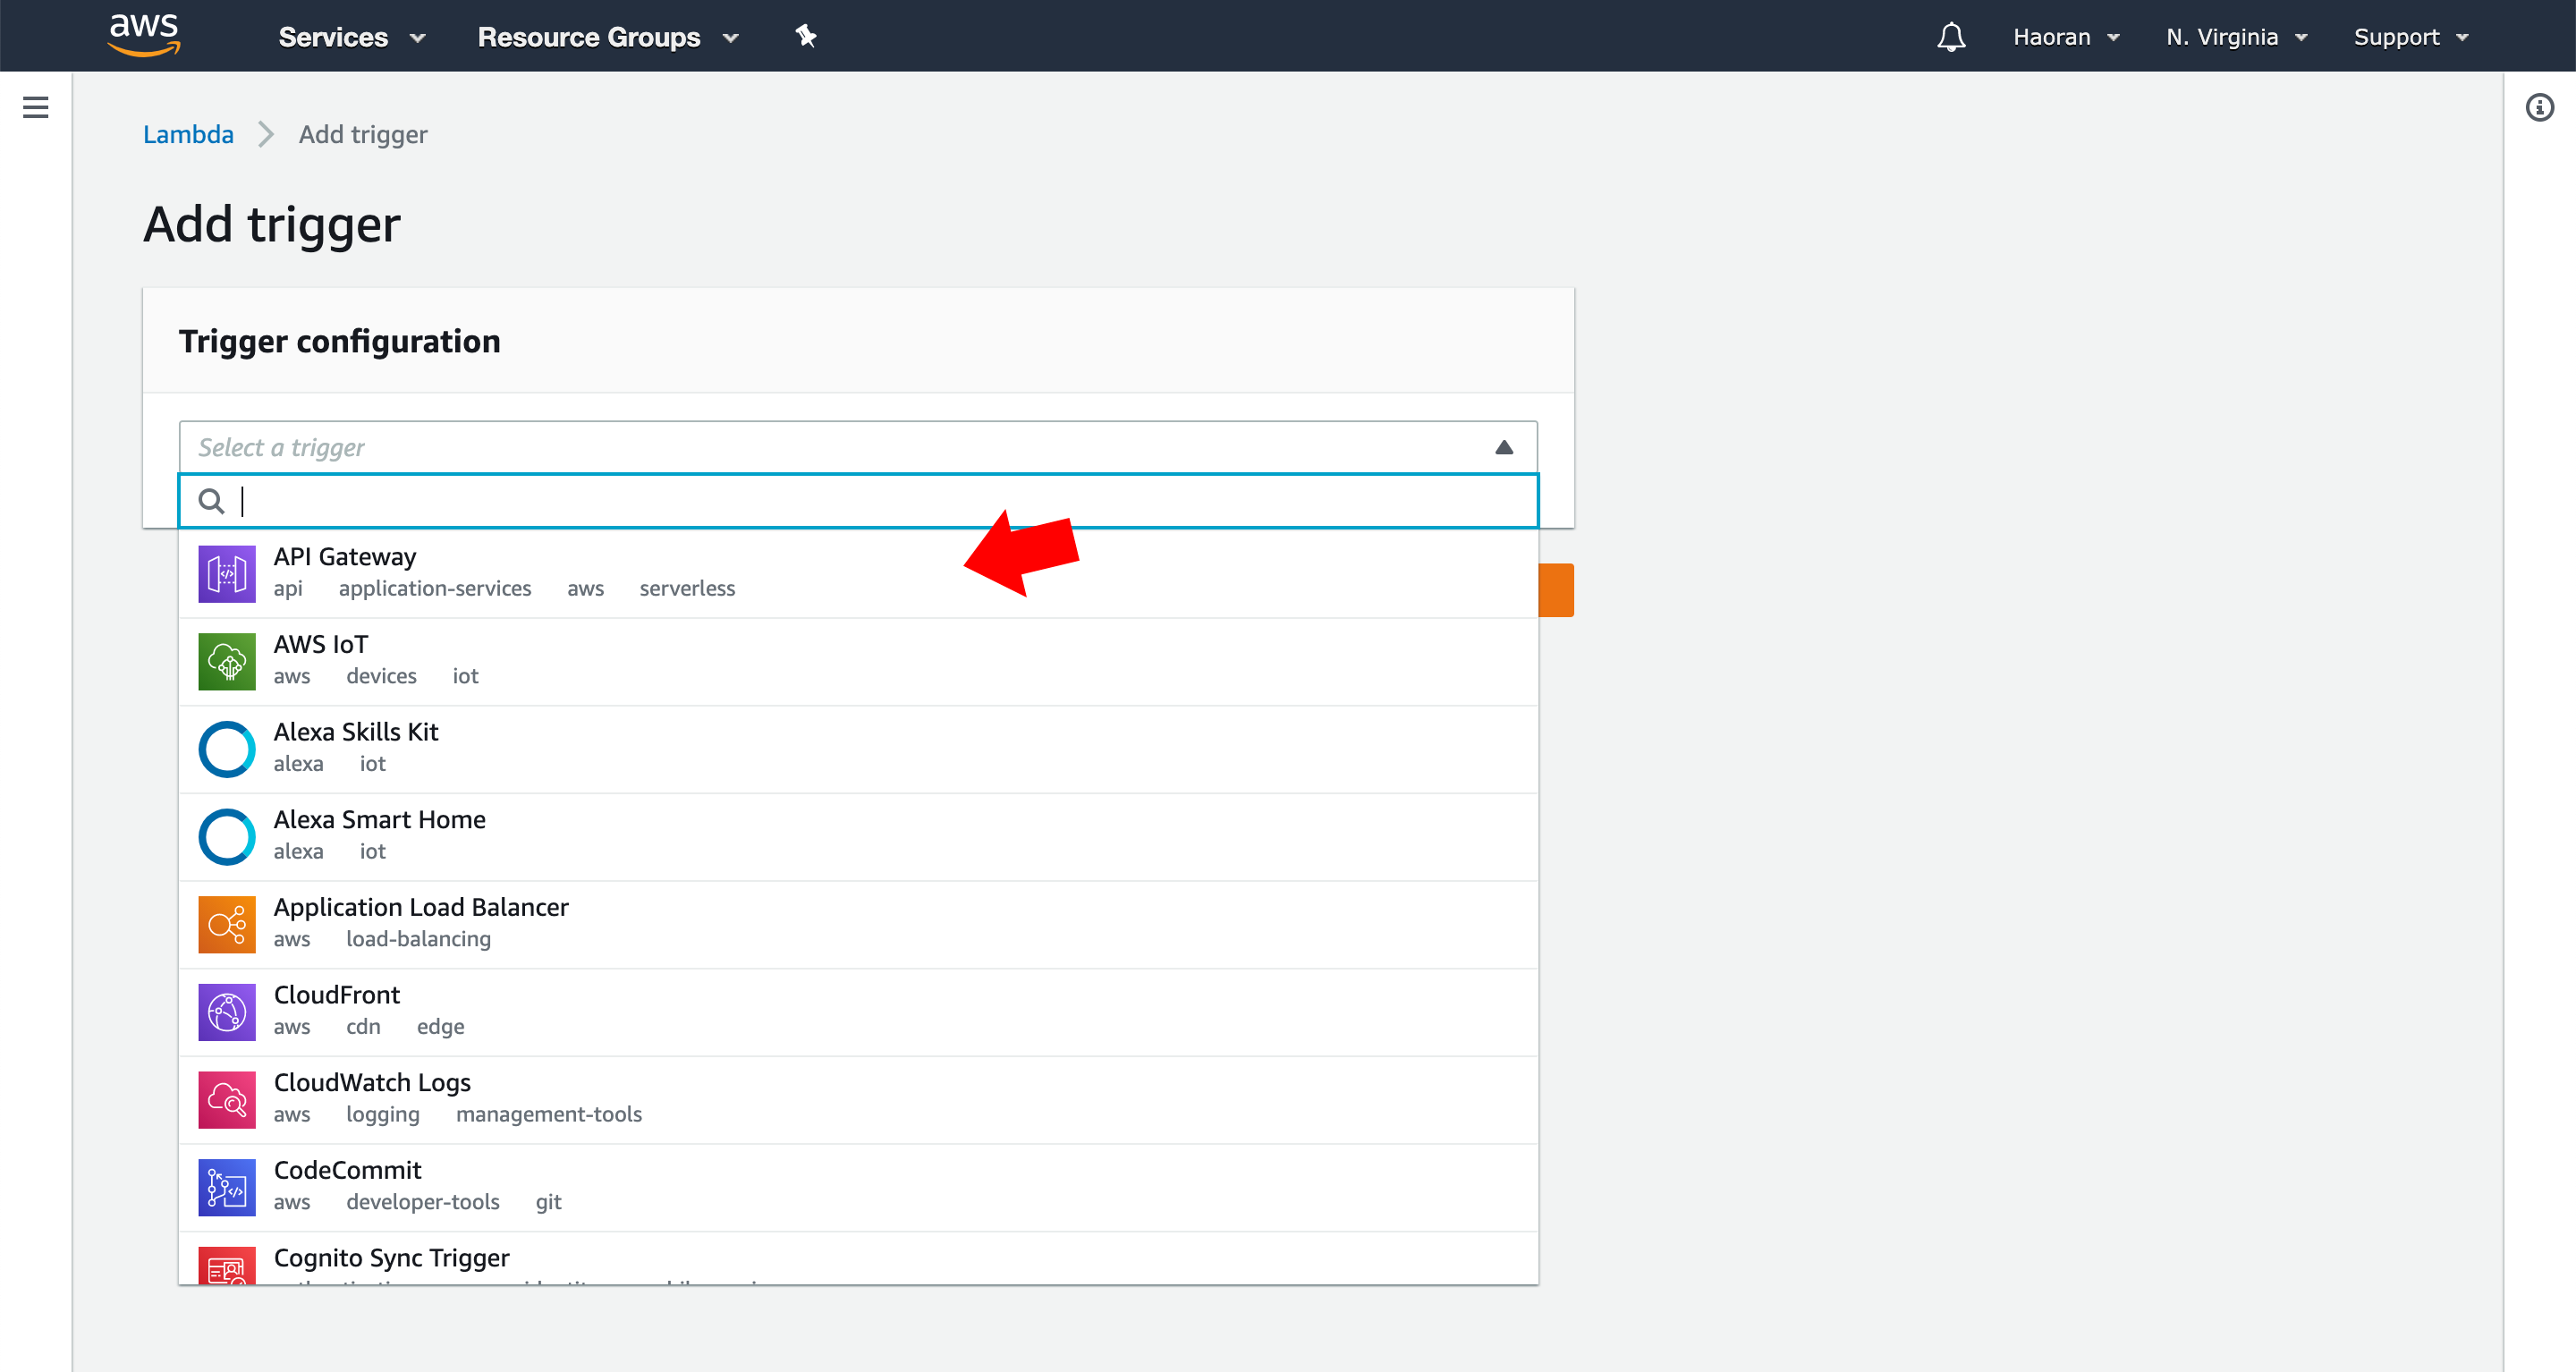 aws Services Resource Groups Haoran N. Virginia Support
Lambda Add trigger
Add trigger
Trigger configuration
Select a trigger
API Gateway
api application-services aws serverless
AWS IoT
aws devices iot
Alexa Skills Kit
alexa iot
Alexa Smart Home
alexa iot
Application Load Balancer
aws load-balancing
CloudFront
aws cdn edge
CloudWatch Logs
aws logging management-tools
CodeCommit
aws developer-tools git
Cognito Sync Trigger